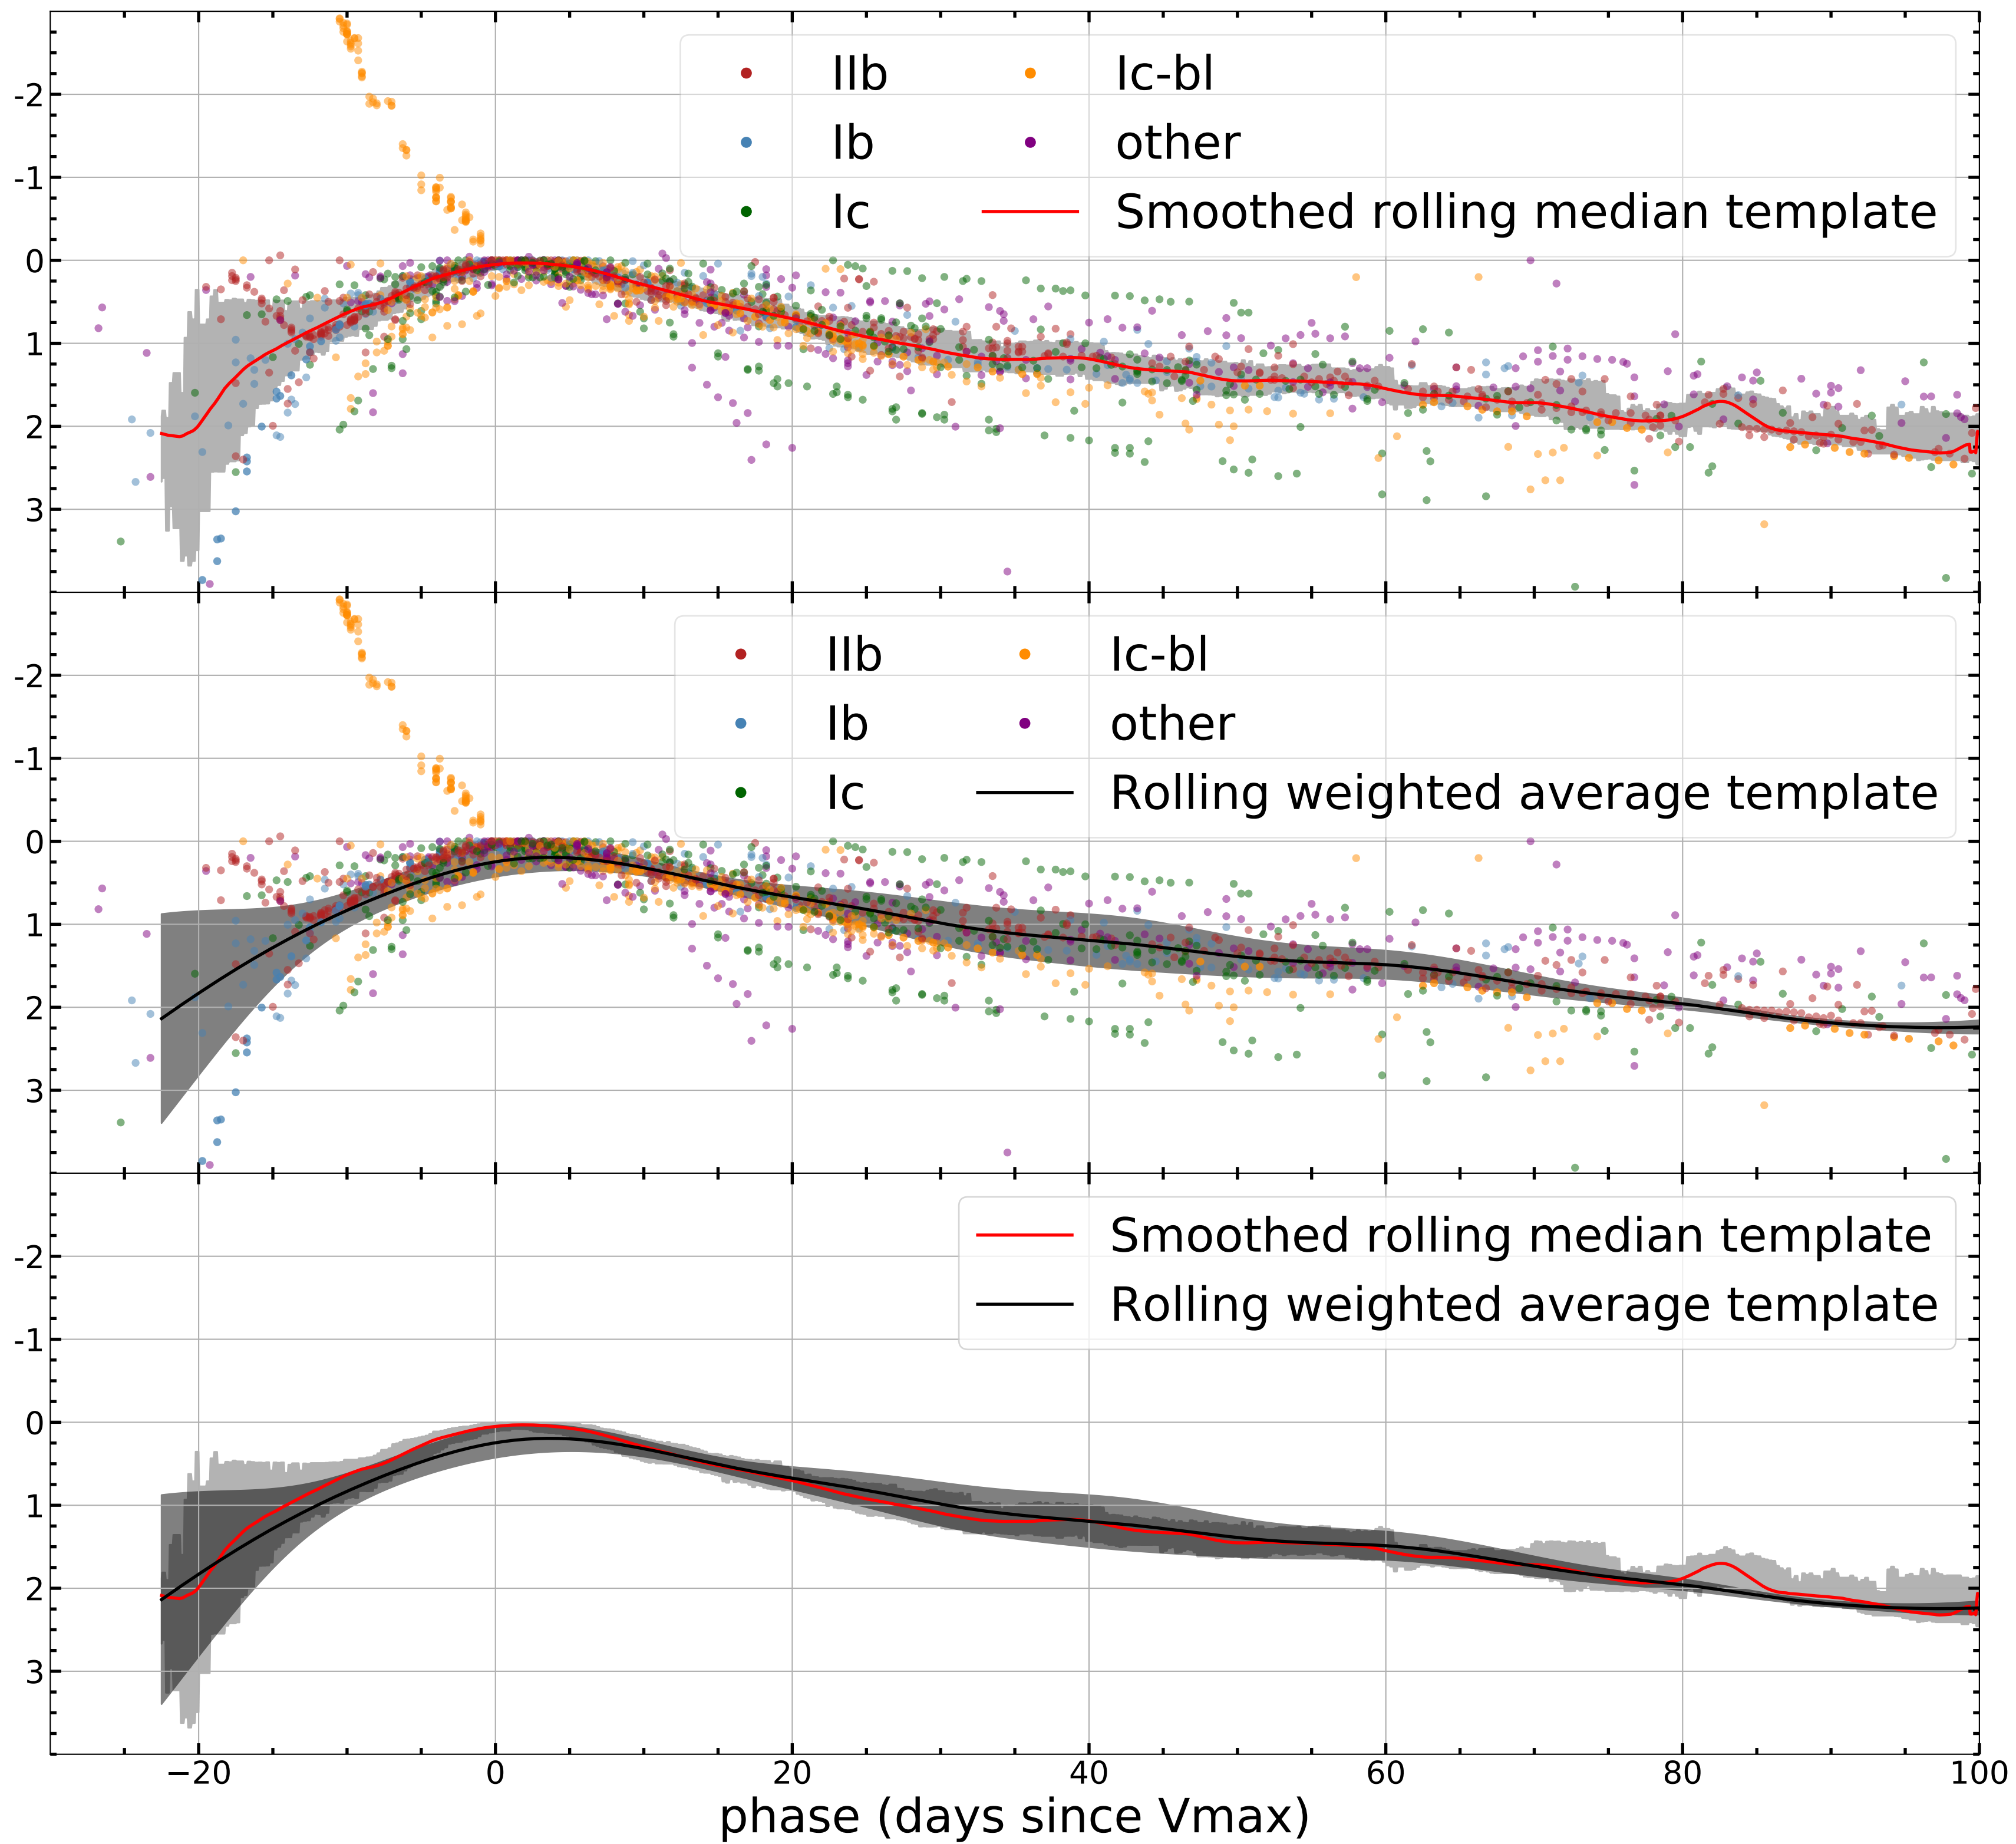 IIb
Ib
Ic
Ic-bl
other
Smoothed rolling median template
-2
-1
0
1
2
3
IIb
Ib
Ic
Ic-bl
other
Rolling weighted average template
-2
-1
0
1
2
3
Smoothed rolling median template
Rolling weighted average template
-2
-1
0
1
2
3
−20 0 20 40 60 80 100
phase (days since Vmax)